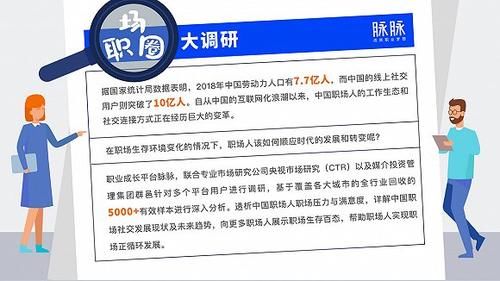 职场圈 大调研
脉脉
成就职业梦想
据国家统计局数据表明，2018年中国劳动力人口有7.7亿人，而中国的线上社交
用户则突破了10亿人。自从中国的互联网化浪潮以来，中国职场人的工作生态和
社交连接方式正在经历巨大的变革。
在职场生存环境变化的情况下，职场人该如何顺应时代的发展和转变呢？
职业成长平台脉脉，联合专业市场研究公司央视市场研究（CTR）以及媒介投资管
理集团群邑针对多个平台用户进行调研，基于覆盖各大城市的全行业回收的
5000+有效样本进行深入分析。透析中国职场人职场压力与满意度，详解中国职
场社交发展现状及未来趋势，向更多职场人展示职场生存百态，帮助职场人实现职
场正循环发展。